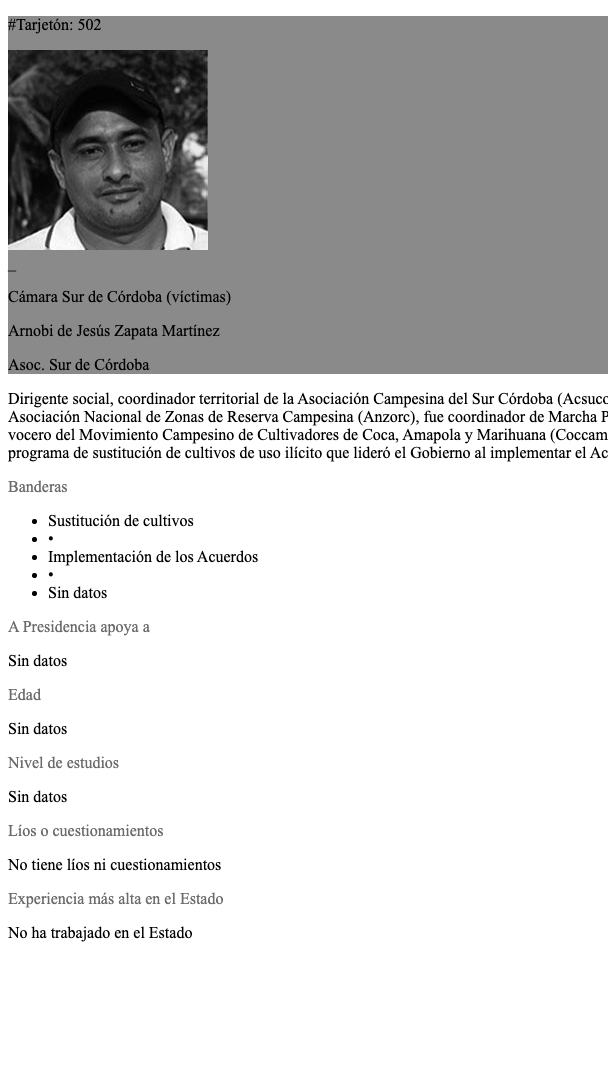 #Tarjetón: 502
_
Cámara Sur de Córdoba (víctimas)
Arnobi de Jesús Zapata Martínez
Asoc. Sur de Córdoba
Dirigente social, coordinador territorial de la Asociación Campesina del Sur Córdoba (Acsuco
Asociación Nacional de Zonas de Reserva Campesina (Anzorc), fue coordinador de Marcha P
vocero del Movimiento Campesino de Cultivadores de Coca, Amapola y Marihuana (Coccam
programa de sustitución de cultivos de uso ilícito que lideró el Gobierno al implementar el Ac
Banderas
• Sustitución de cultivos
• •
• Implementación de los Acuerdos
• •
• Sin datos
A Presidencia apoya a
Sin datos
Edad
Sin datos
Nivel de estudios
Sin datos
Líos o cuestionamientos
No tiene líos ni cuestionamientos
Experiencia más alta en el Estado
No ha trabajado en el Estado